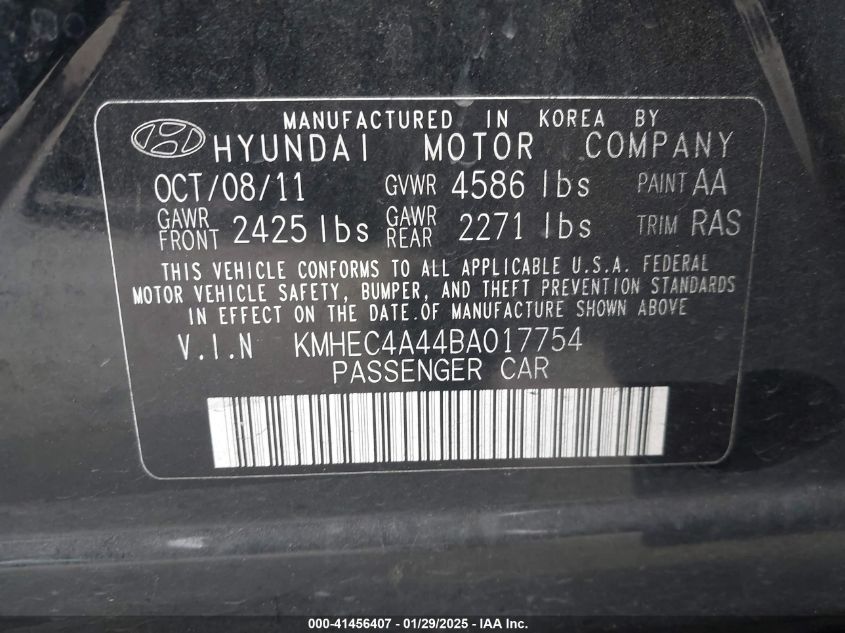 MANUFACTURED IN KOREA BY
HYUNDAI MOTOR COMPANY
OCT/08/11 GVWR 4586 lbs PAINT AA
GAWR FRONT 2425 lbs GAWR REAR 2271 lbs TRIM RAS
THIS VEHICLE CONFORMS TO ALL APPLICABLE U.S.A. FEDERAL
MOTOR VEHICLE SAFETY, BUMPER, AND THEFT PREVENTION STANDARDS
IN EFFECT ON THE DATE.OF MANUFACTURE SHOWN ABOVE
V.I.N KMHEC4A44BA017754
PASSENGER CAR
000-41456407 - 01/29/2025 - IAA Inc.